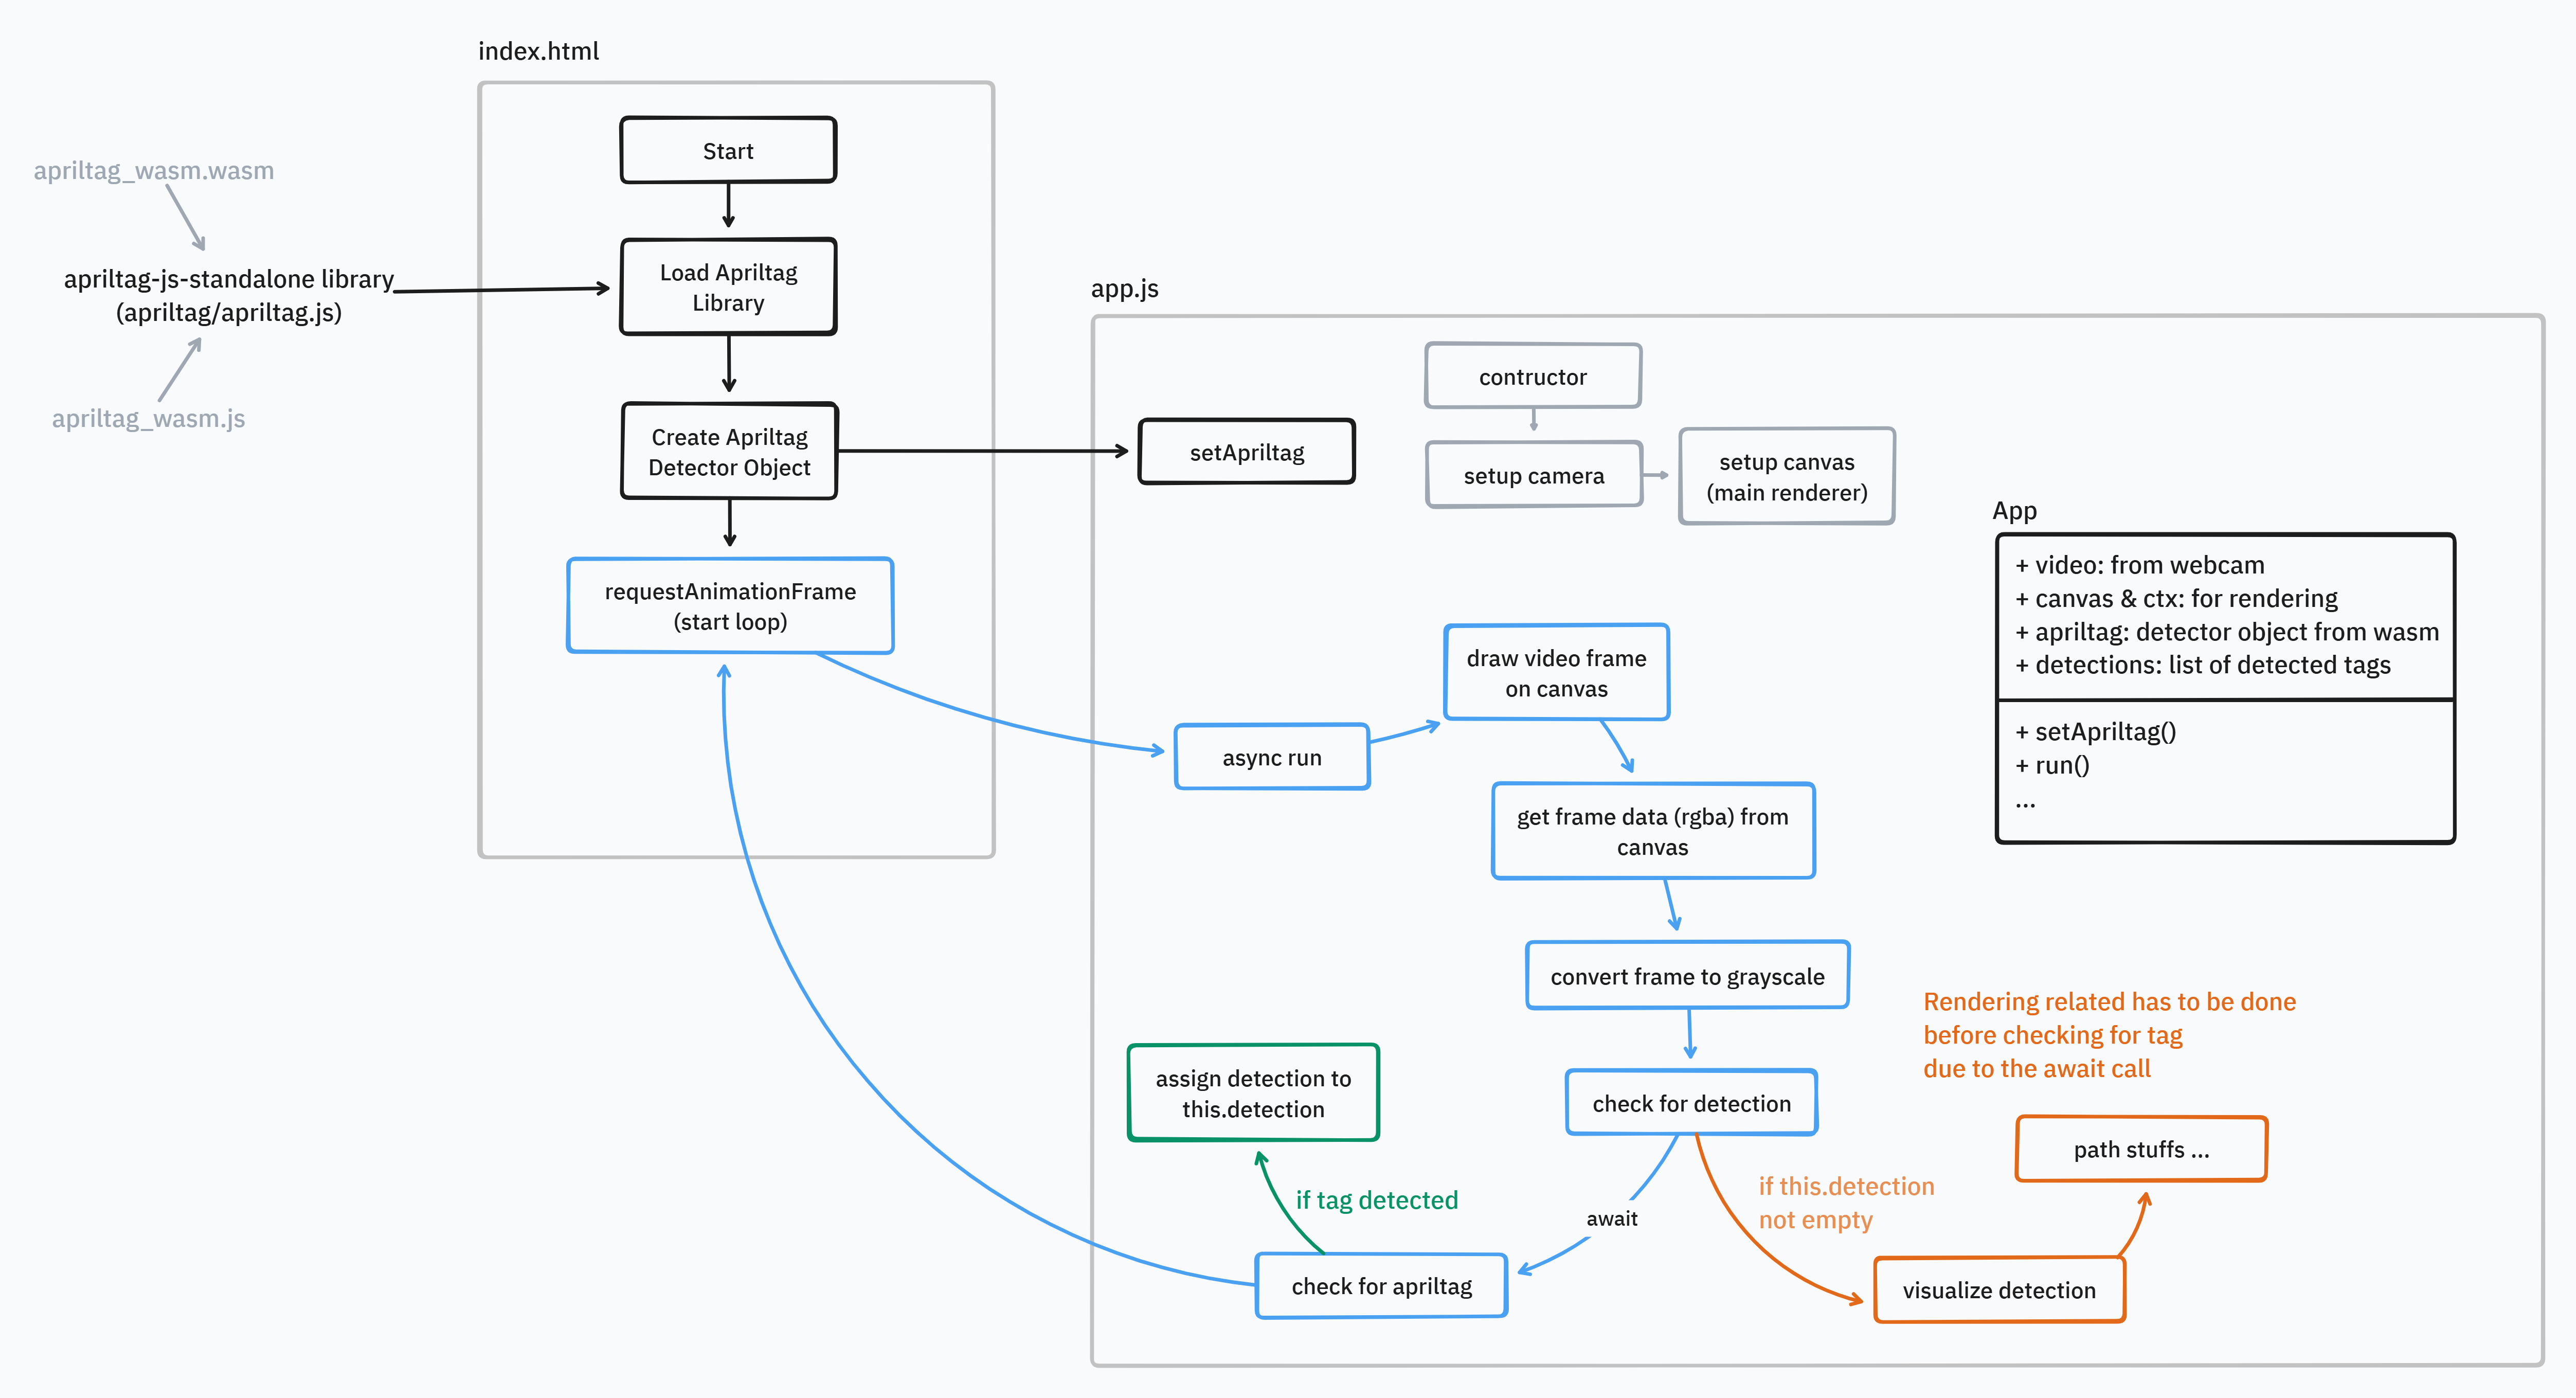 index.html
Start
apriltag_wasm.wasm
Load Apriltag
Library
apriltag-js-standalone library
(apriltag/apriltag.js)
apriltag_wasm.js
Create Apriltag
Detector Object
requestAnimationFrame
(start loop)
app.js
contructor
setApriltag
setup camera
setup canvas
(main renderer)
App
+ video: from webcam
+ canvas & ctx: for rendering
+ apriltag: detector object from wasm
+ detections: list of detected tags
+ setApriltag()
+ run()
...
async run
draw video frame
on canvas
get frame data (rgba) from
canvas
convert frame to grayscale
Rendering related has to be done
before checking for tag
due to the await call
assign detection to
this.detection
check for detection
path stuffs ...
if tag detected
await
if this.detection
not empty
check for apriltag
visualize detection